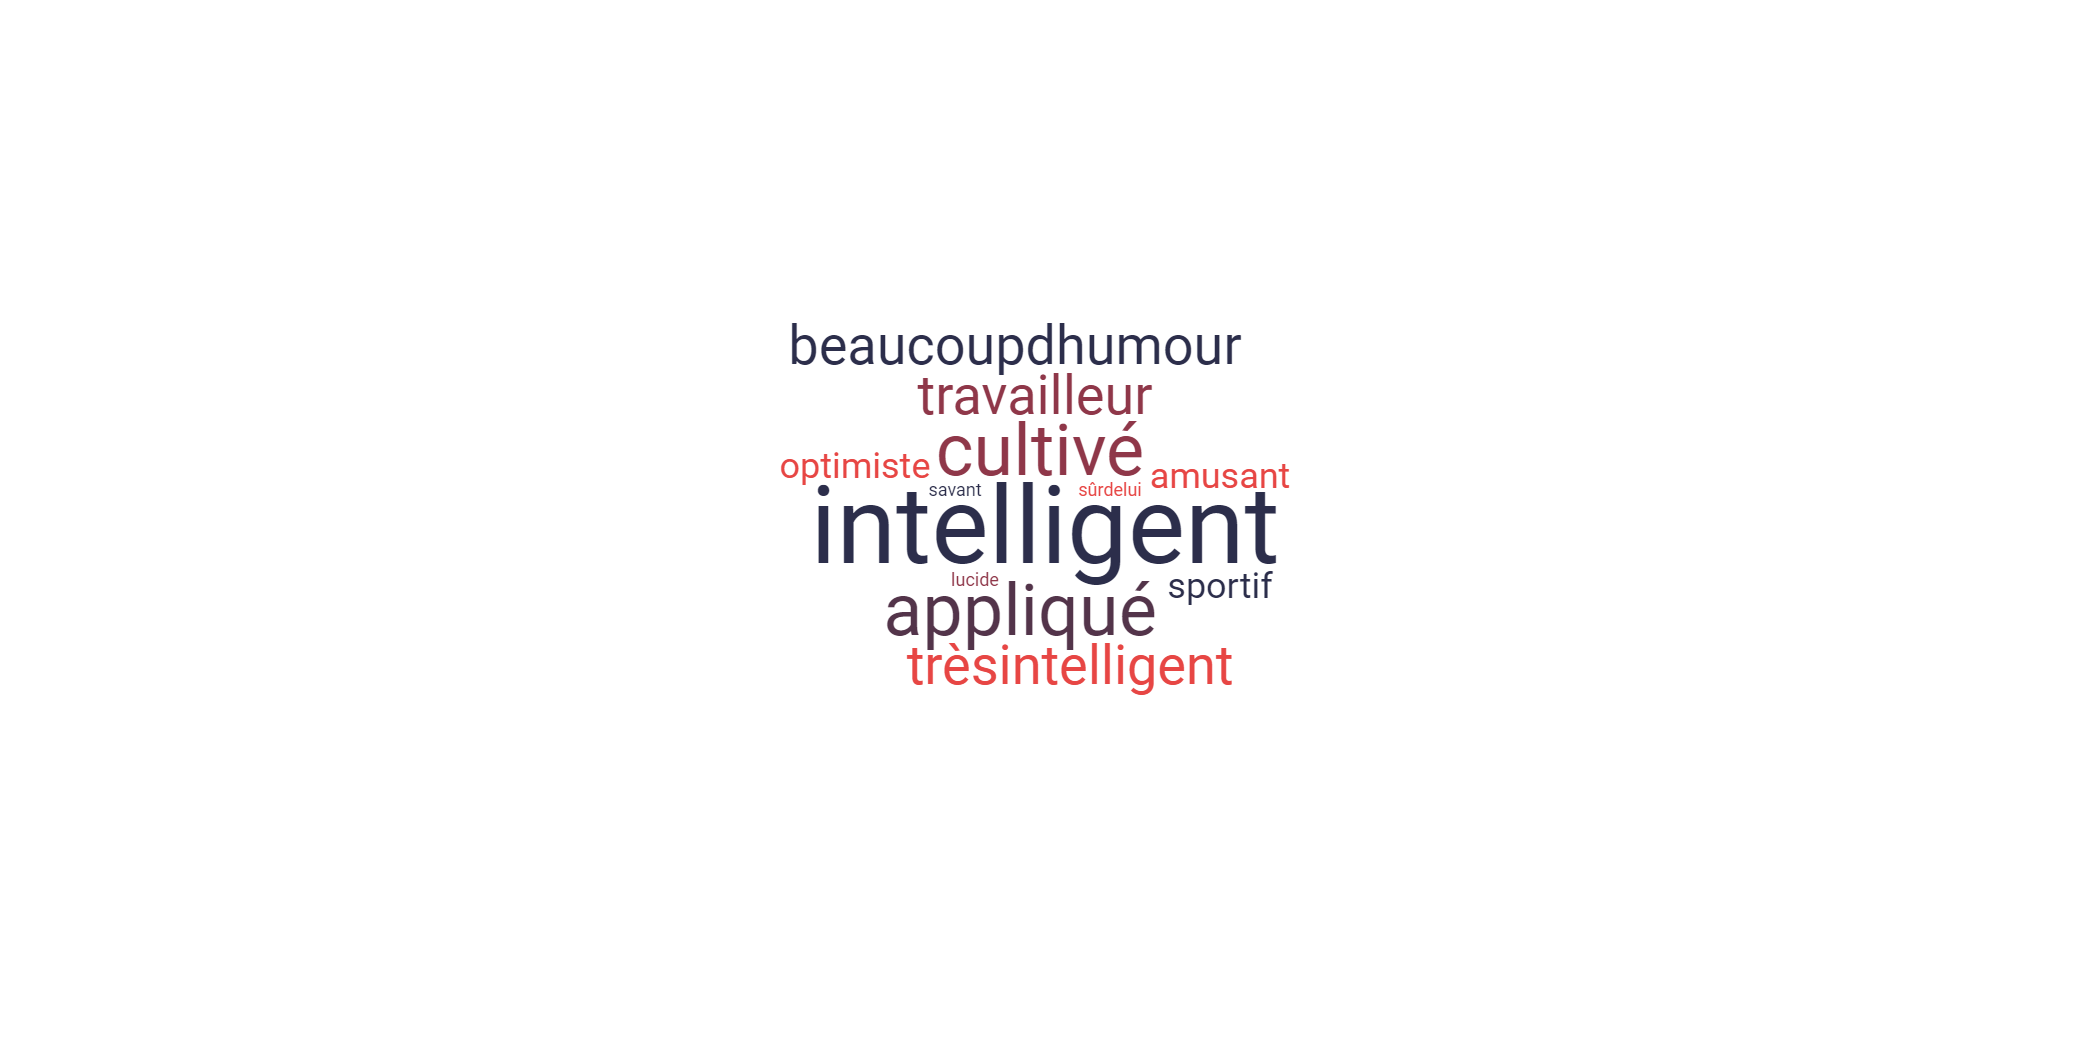 beaucoupdhumour
travailleur
cultivé
optimiste
amusant
savant
sûrdelui
intelligent
lucide
sportif
appliqué
trèsintelligent